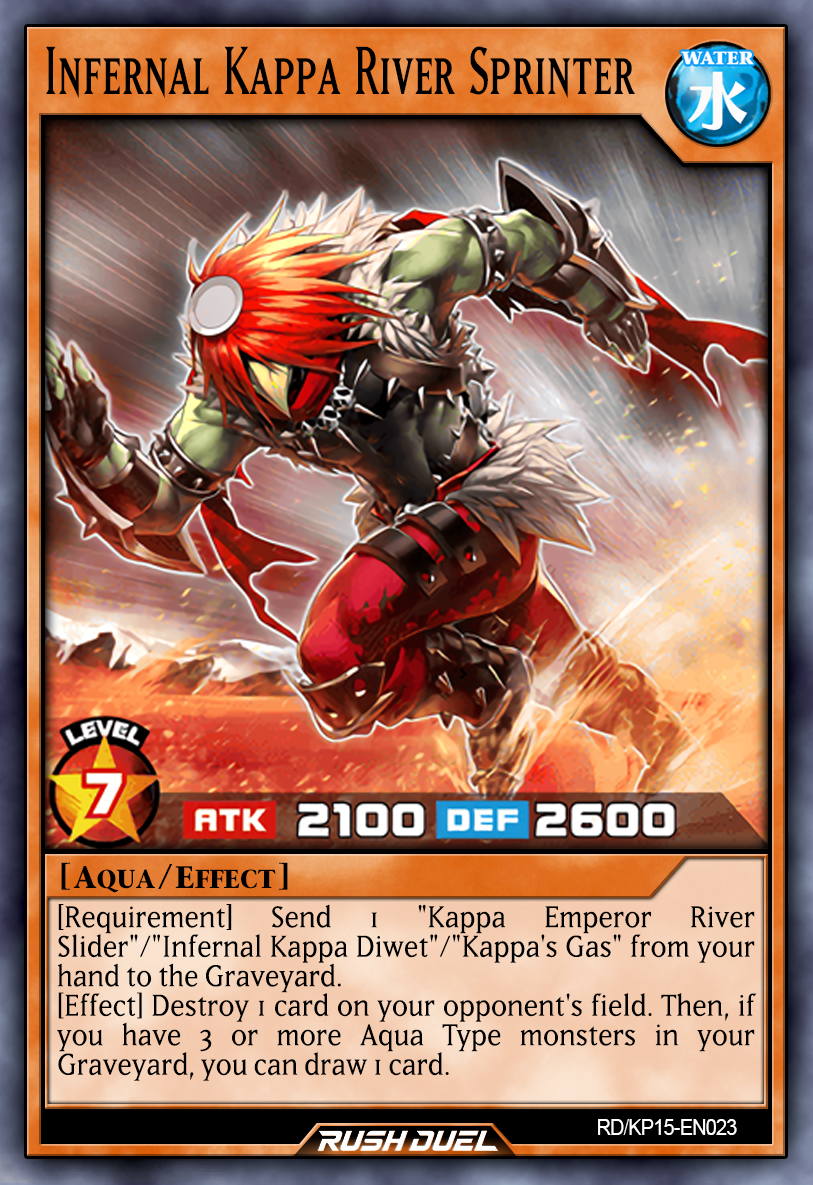 Infernal Kappa River Sprinter
WATER
水
LEVEL
7
ATK 2100 DEF 2600
[Aqua/Effect]
[Requirement] Send 1 "Kappa Emperor River
Slider"/"Infernal Kappa Diwet"/"Kappa's Gas" from your
hand to the Graveyard.
[Effect] Destroy 1 card on your opponent's field. Then, if
you have 3 or more Aqua Type monsters in your
Graveyard, you can draw 1 card.
RD/KP15-EN023
RUSH DUEL